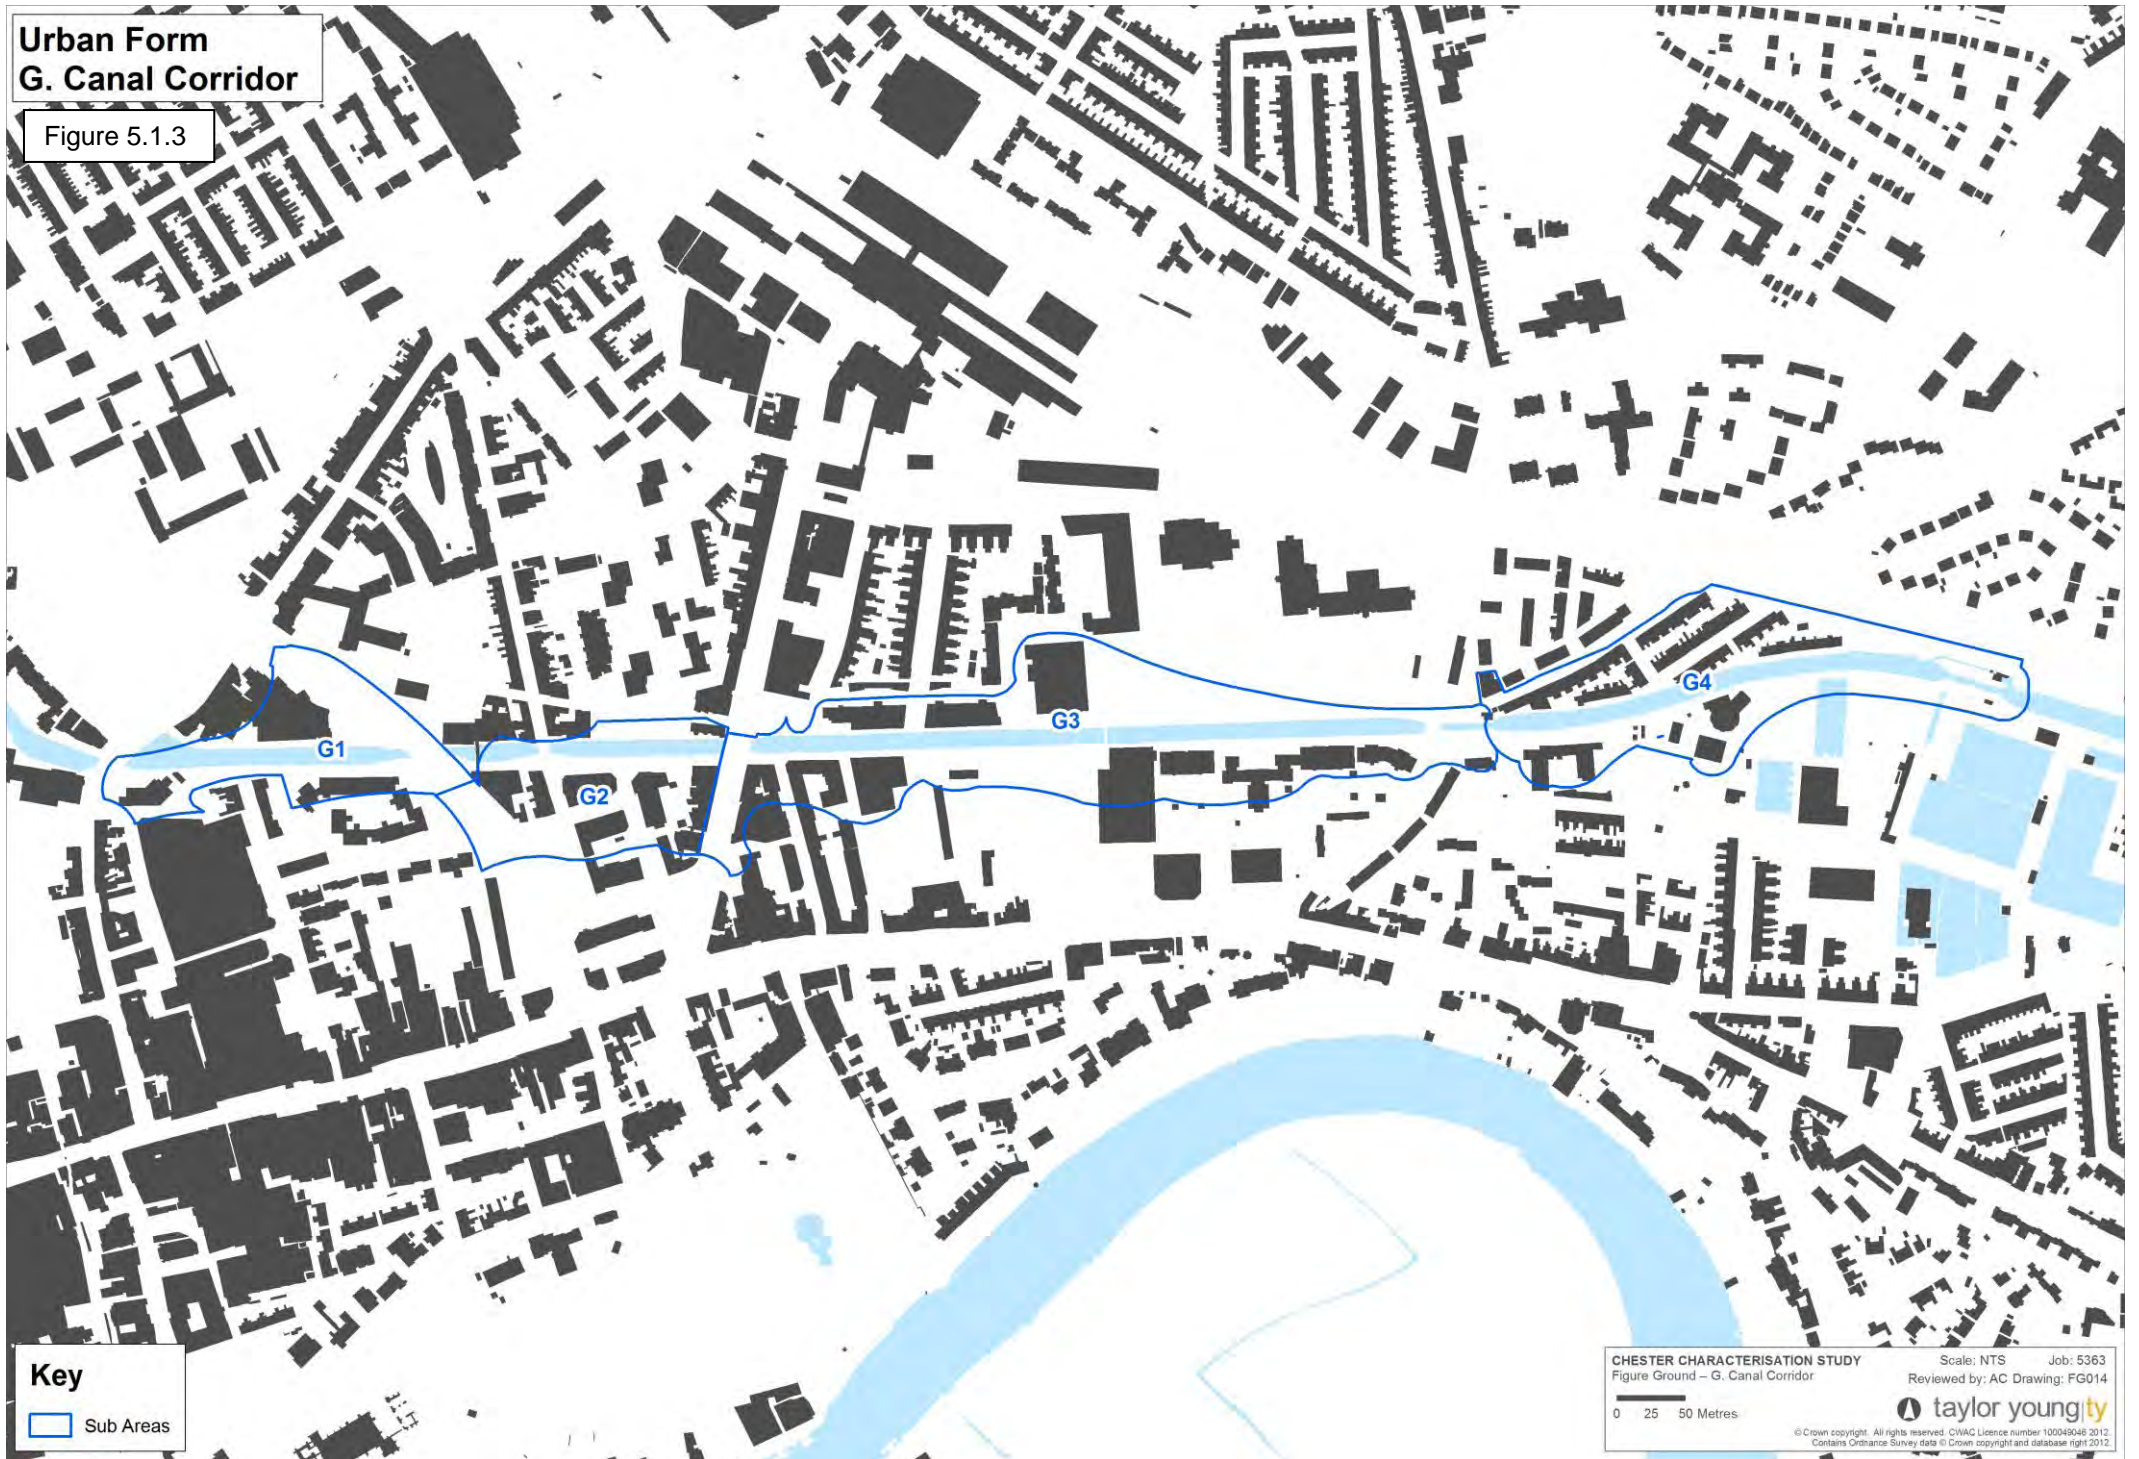 Urban Form
G. Canal Corridor
Figure 5.1.3
G1
G2
G3
G4
Key
Sub Areas
CHESTER CHARACTERISATION STUDY
Figure Ground – G. Canal Corridor
0 25 50 Metres
Scale: NTS Job: 5363
Reviewed by: AC Drawing: FG014
taylor young|ty
© Crown copyright. All rights reserved. CWAC Licence number 100049046 2012.
Contains Ordnance Survey data © Crown copyright and database right 2012.